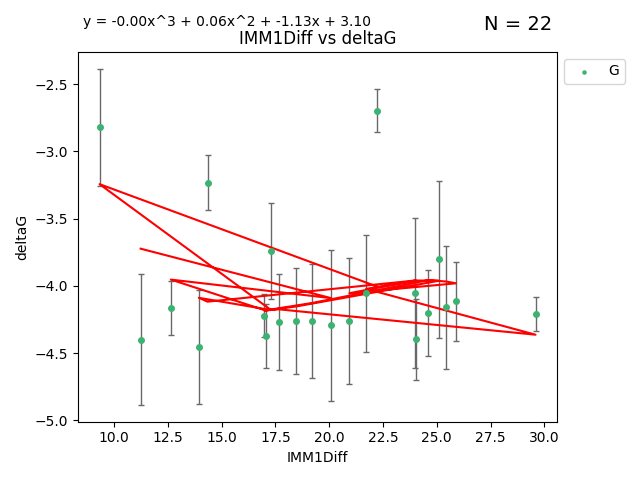 y = -0.00x^3 + 0.06x^2 + -1.13x + 3.10
N = 22
IMM1Diff vs deltaG
G
−2.5
−3.0
−3.5
−4.0
−4.5
−5.0
deltaG
10.0 12.5 15.0 17.5 20.0 22.5 25.0 27.5 30.0
IMM1Diff